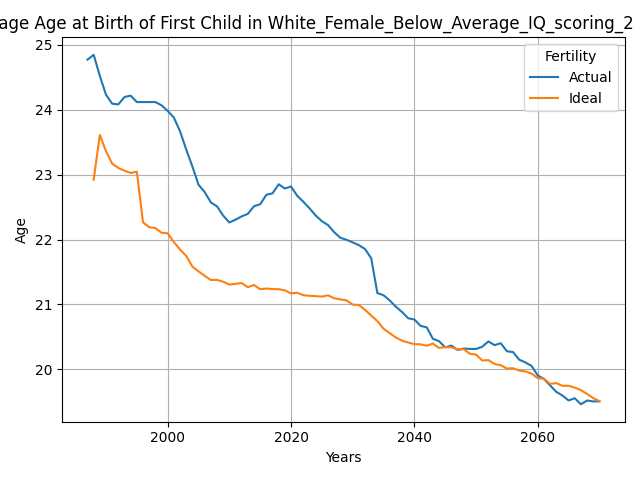 age Age at Birth of First Child in White_Female_Below_Average_IQ_scoring_2
Fertility
Actual
Ideal
25
24
23
22
21
20
Age
2000
2020
2040
2060
Years